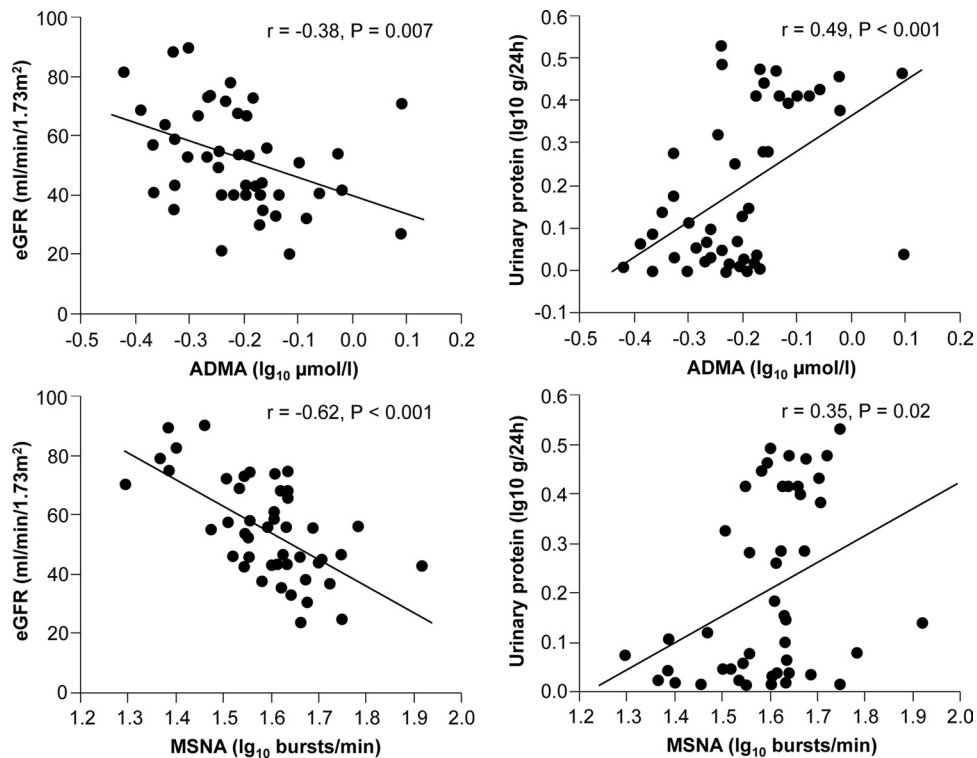 r = -0.38, P = 0.007
eGFR (ml/min/1.73m²)
100
80
60
40
20
0
-0.5 -0.4 -0.3 -0.2 -0.1 -0.0 0.1 0.2
ADMA (lg₁₀ µmol/l)
r = 0.49, P < 0.001
Urinary protein (lg10 g/24h)
0.6
0.5
0.4
0.3
0.2
0.1
0.0
-0.1
-0.5 -0.4 -0.3 -0.2 -0.1 0.0 0.1 0.2
ADMA (lg₁₀ µmol/l)
r = -0.62, P < 0.001
eGFR (ml/min/1.73m²)
100
80
60
40
20
0
1.2 1.3 1.4 1.5 1.6 1.7 1.8 1.9 2.0
MSNA (lg₁₀ bursts/min)
r = 0.35, P = 0.02
Urinary protein (lg10 g/24h)
0.6
0.5
0.4
0.3
0.2
0.1
0.0
1.2 1.3 1.4 1.5 1.6 1.7 1.8 1.9 2.0
MSNA (lg₁₀ bursts/min)